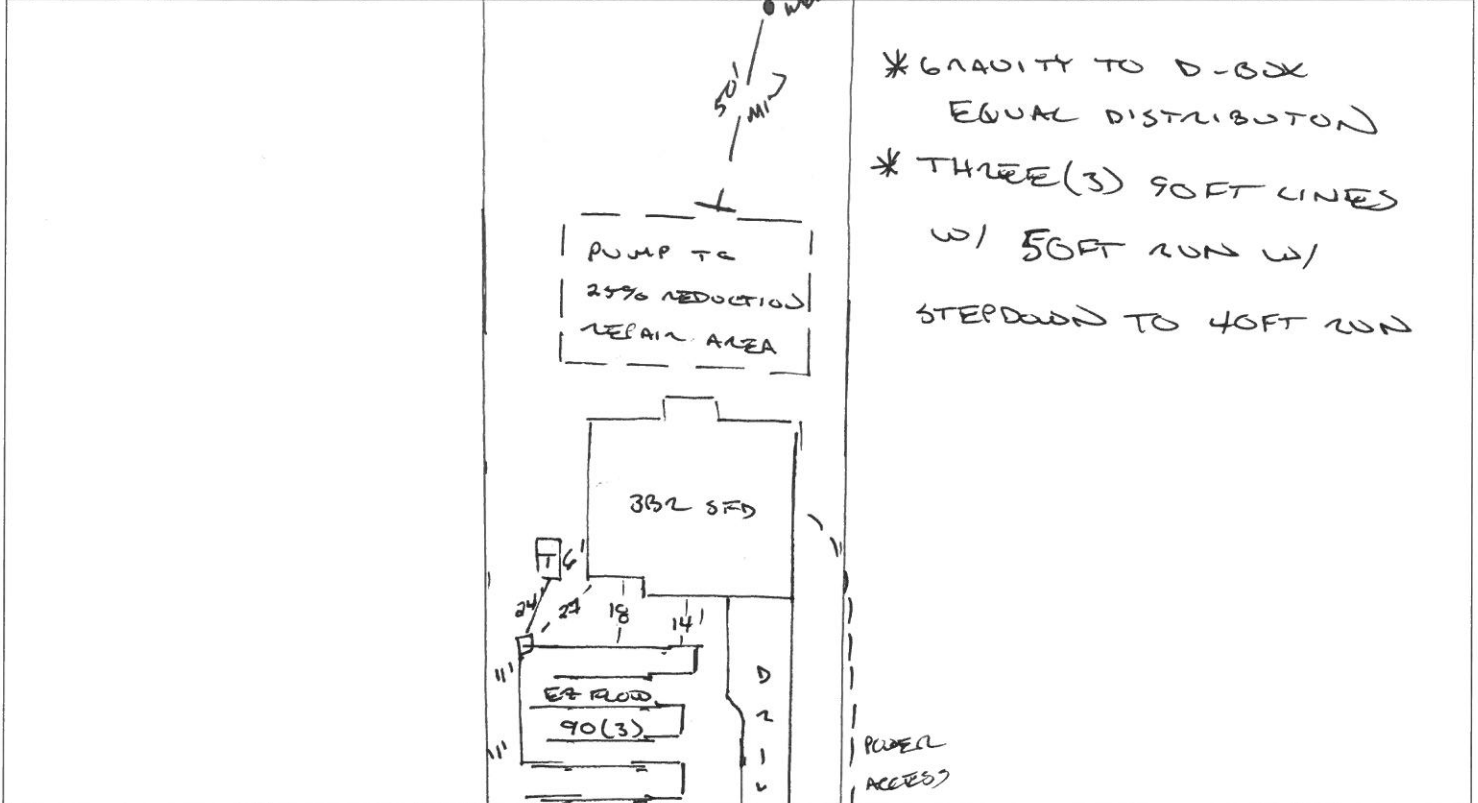 * GRAVITY TO D-BOX
EQUAL DISTRIBUTON
* THREE(3) 90FT LINES
W/ 50FT RUN W/
STEPDOWN TO 40FT RUN
50'
MIN
PUMP TO
25% REDUCTION
REPAIR AREA
3BR SFD
T
6'
24'
27
18
14'
11'
EZ FLOW
90(3)
11'
D
R
I
V
POWER
ACCESS